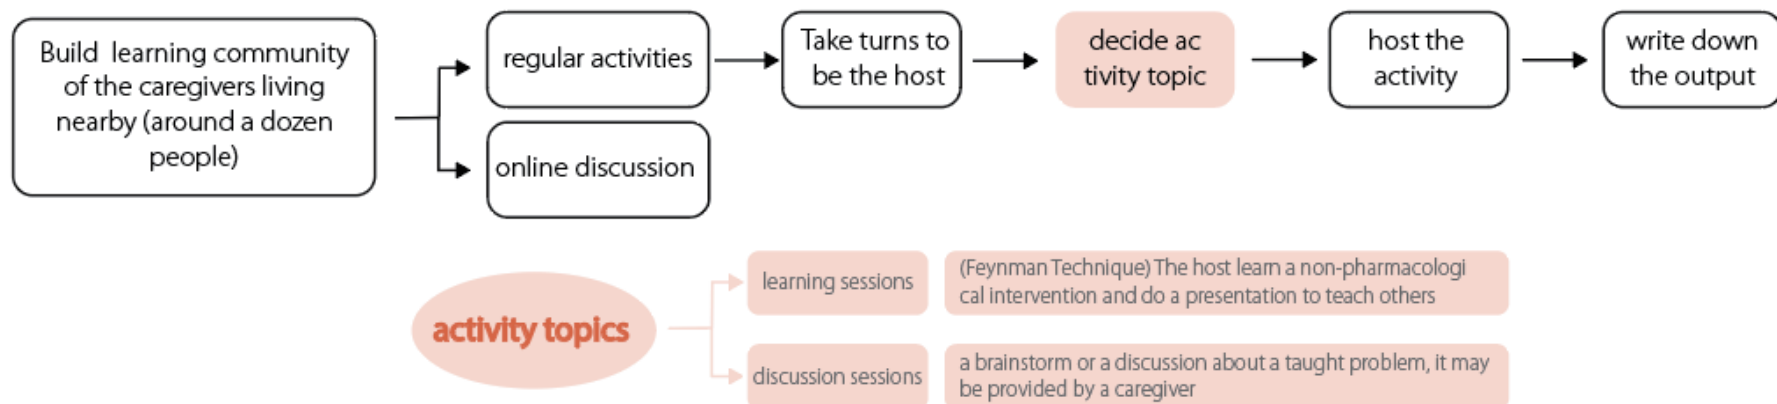 Build learning community
of the caregivers living
nearby (around a dozen
people)
regular activities
online discussion
Take turns to
be the host
decide ac
tivity topic
host the
activity
write down
the output
activity topics
learning sessions
(Feynman Technique) The host learn a non-pharmacologi
cal intervention and do a presentation to teach others
discussion sessions
a brainstorm or a discussion about a taught problem, it may
be provided by a caregiver